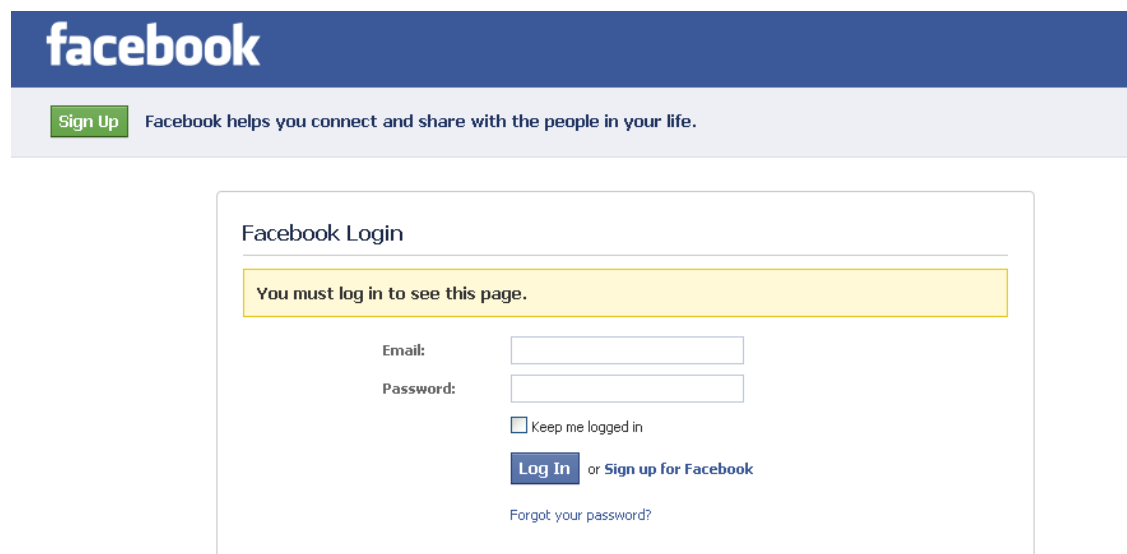 facebook
Sign Up Facebook helps you connect and share with the people in your life.
Facebook Login
You must log in to see this page.
Email:
Password:
Keep me logged in
Log In or Sign up for Facebook
Forgot your password?